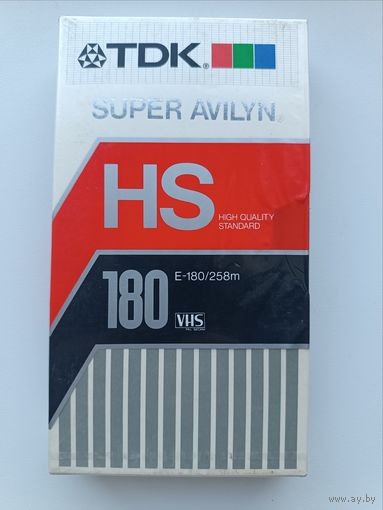 TDK®
SUPER AVILYN
HS
HIGH QUALITY
STANDARD
E-180/258m
180
VHS
www.ay.by